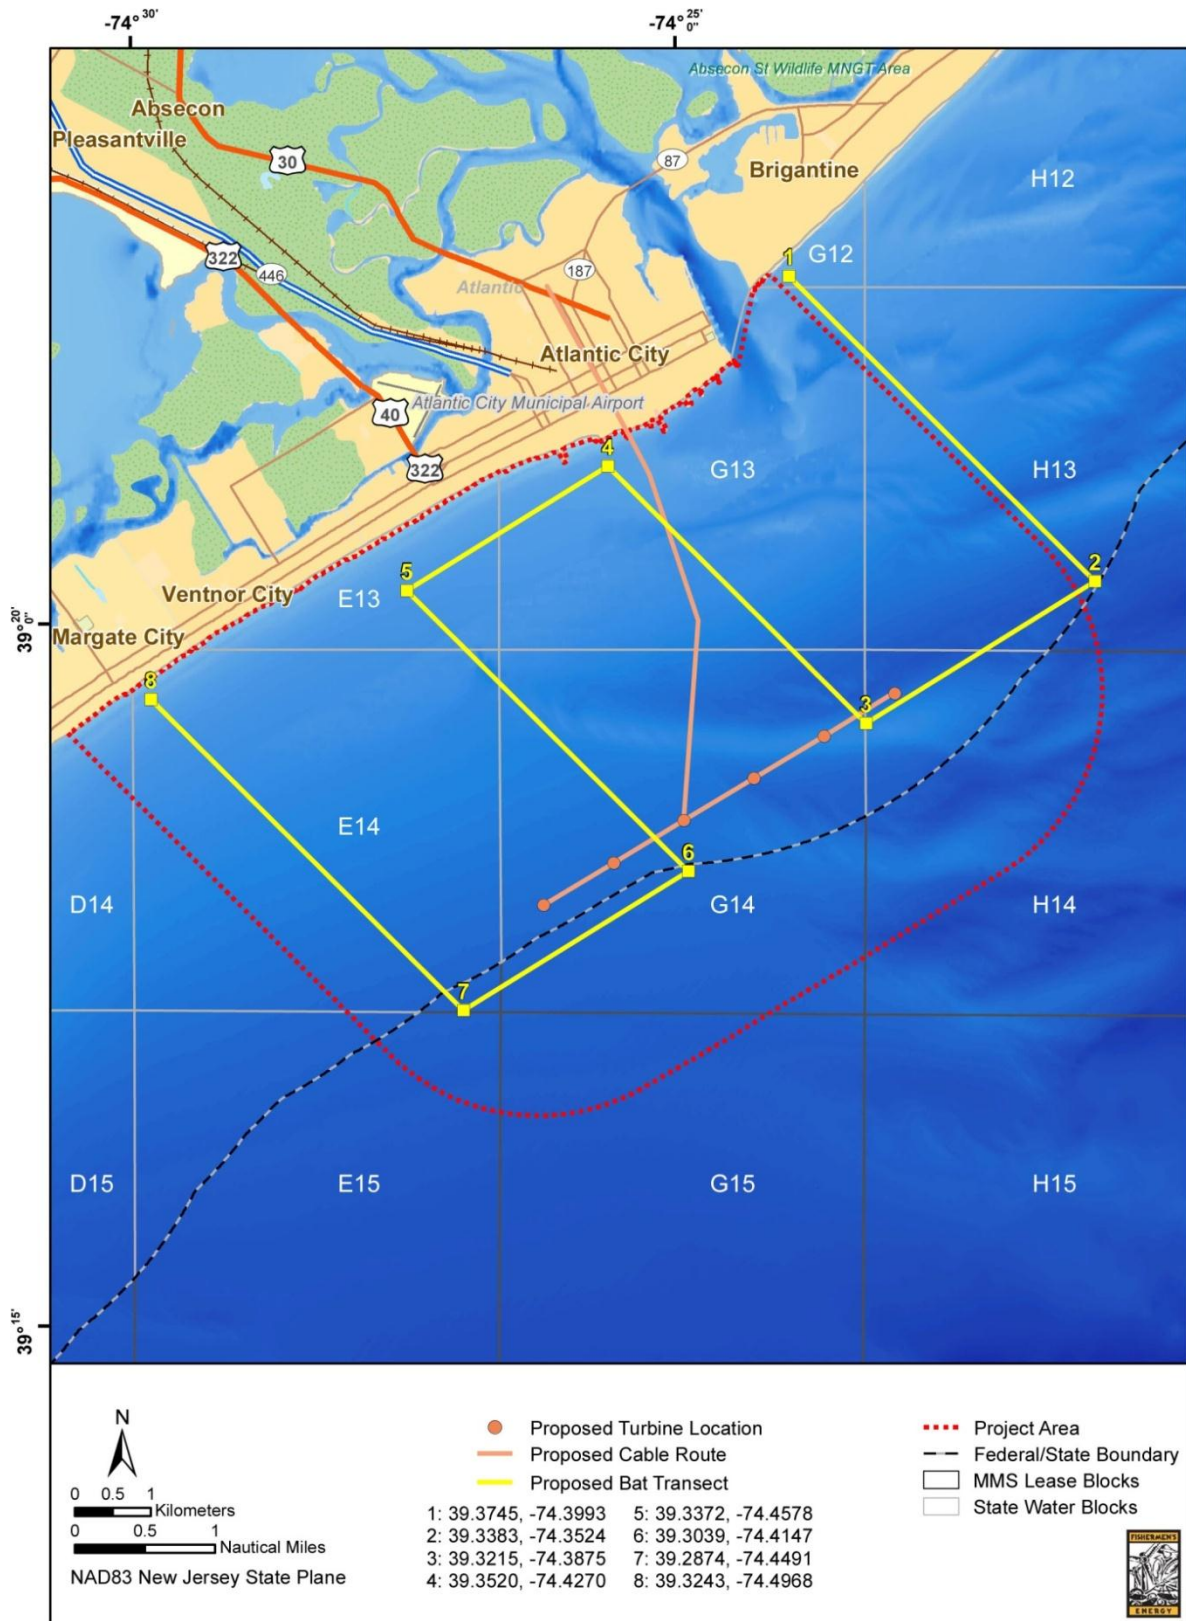 -74° 30'
-74° 25' 0"
Absecon St Wildlife MNGT Area
Absecon
Pleasantville
30
87
Brigantine
H12
1
G12
322
446
187
Atlantic
Atlantic City
40
Atlantic City Municipal Airport
322
4
G13
H13
2
5
Ventnor City
E13
39° 20' 0"
Margate City
8
3
E14
6
D14
G14
H14
7
D15
E15
G15
H15
39° 15'
N
0 0.5 1
Kilometers
0 0.5 1
Nautical Miles
NAD83 New Jersey State Plane
Proposed Turbine Location
Proposed Cable Route
Proposed Bat Transect
1: 39.3745, -74.3993 5: 39.3372, -74.4578
2: 39.3383, -74.3524 6: 39.3039, -74.4147
3: 39.3215, -74.3875 7: 39.2874, -74.4491
4: 39.3520, -74.4270 8: 39.3243, -74.4968
Project Area
Federal/State Boundary
MMS Lease Blocks
State Water Blocks
FISHERMEN'S
ENERGY